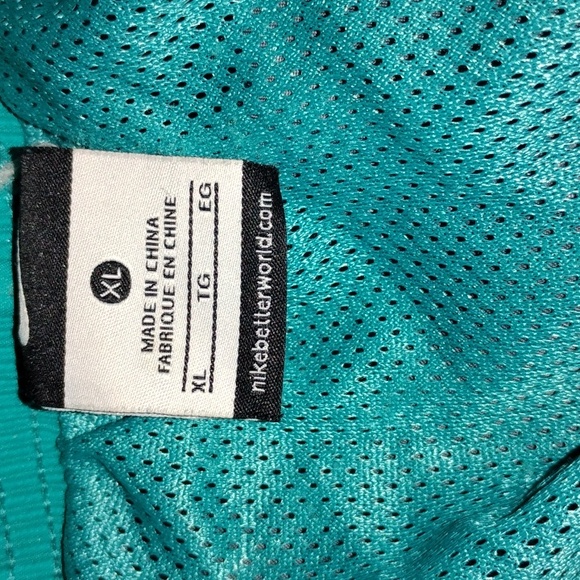 XL
MADE IN CHINA
FABRIQUE EN CHINE
XL TG EG
nikebetterworld.com